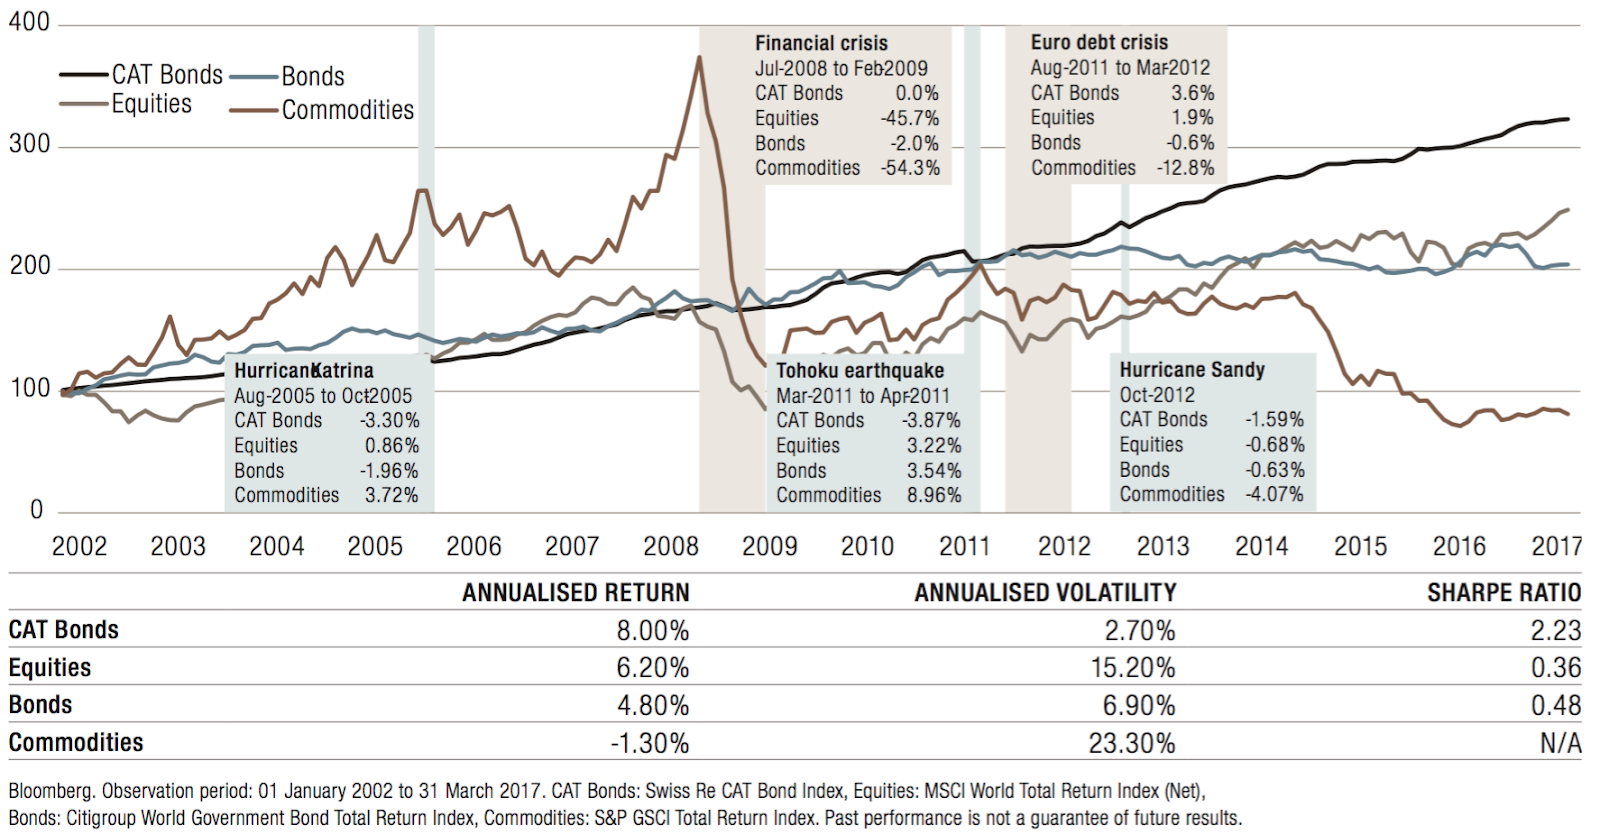 400
CAT Bonds
Bonds
Equities
Commodities
300
200
100
0
Financial crisis
Jul-2008 to Feb-2009
CAT Bonds 0.0%
Equities -45.7%
Bonds -2.0%
Commodities -54.3%
Euro debt crisis
Aug-2011 to Mar-2012
CAT Bonds 3.6%
Equities 1.9%
Bonds -0.6%
Commodities -12.8%
Hurricane Katrina
Aug-2005 to Oct-2005
CAT Bonds -3.30%
Equities 0.86%
Bonds -1.96%
Commodities 3.72%
Tohoku earthquake
Mar-2011 to Apr-2011
CAT Bonds -3.87%
Equities 3.22%
Bonds 3.54%
Commodities 8.96%
Hurricane Sandy
Oct-2012
CAT Bonds -1.59%
Equities -0.68%
Bonds -0.63%
Commodities -4.07%
2002 2003 2004 2005 2006 2007 2008 2009 2010 2011 2012 2013 2014 2015 2016 2017
ANNUALISED RETURN ANNUALISED VOLATILITY SHARPE RATIO
CAT Bonds 8.00% 2.70% 2.23
Equities 6.20% 15.20% 0.36
Bonds 4.80% 6.90% 0.48
Commodities -1.30% 23.30% N/A
Bloomberg. Observation period: 01 January 2002 to 31 March 2017. CAT Bonds: Swiss Re CAT Bond Index, Equities: MSCI World Total Return Index (Net),
Bonds: Citigroup World Government Bond Total Return Index, Commodities: S&P GSCI Total Return Index. Past performance is not a guarantee of future results.